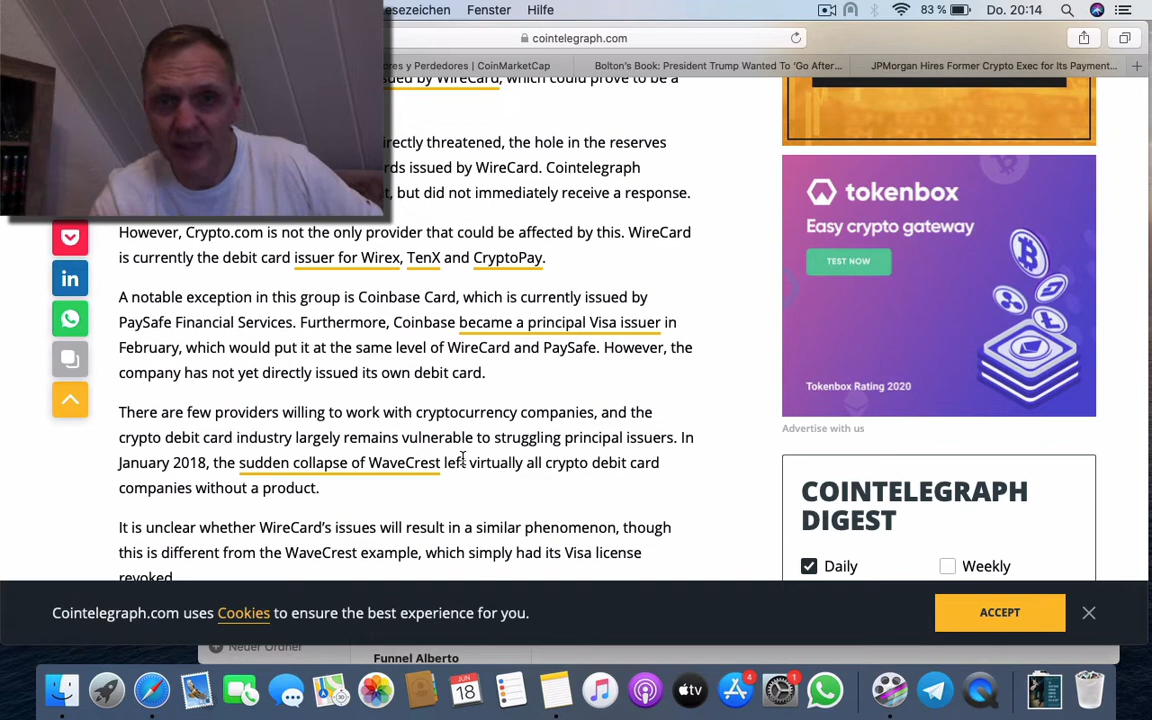 esezeichen Fenster Hilfe 83 % Do. 20:14
cointelegraph.com
ores y Perdedores | CoinMarketCap Bolton's Book: President Trump Wanted To 'Go After... JPMorgan Hires Former Crypto Exec for Its Payment...
ued by WireCard, which could prove to be a
irectly threatened, the hole in the reserves
rds issued by WireCard. Cointelegraph
t, but did not immediately receive a response.
However, Crypto.com is not the only provider that could be affected by this. WireCard
is currently the debit card issuer for Wirex, TenX and CryptoPay.
A notable exception in this group is Coinbase Card, which is currently issued by
PaySafe Financial Services. Furthermore, Coinbase became a principal Visa issuer in
February, which would put it at the same level of WireCard and PaySafe. However, the
company has not yet directly issued its own debit card.
There are few providers willing to work with cryptocurrency companies, and the
crypto debit card industry largely remains vulnerable to struggling principal issuers. In
January 2018, the sudden collapse of WaveCrest left virtually all crypto debit card
companies without a product.
It is unclear whether WireCard's issues will result in a similar phenomenon, though
this is different from the WaveCrest example, which simply had its Visa license
revoked.
tokenbox
Easy crypto gateway
TEST NOW
Tokenbox Rating 2020
Advertise with us
COINTELEGRAPH
DIGEST
Daily Weekly
Cointelegraph.com uses Cookies to ensure the best experience for you.
ACCEPT
Neuer Ordner
Funnel Alberto
JUN
18
tv
4
1